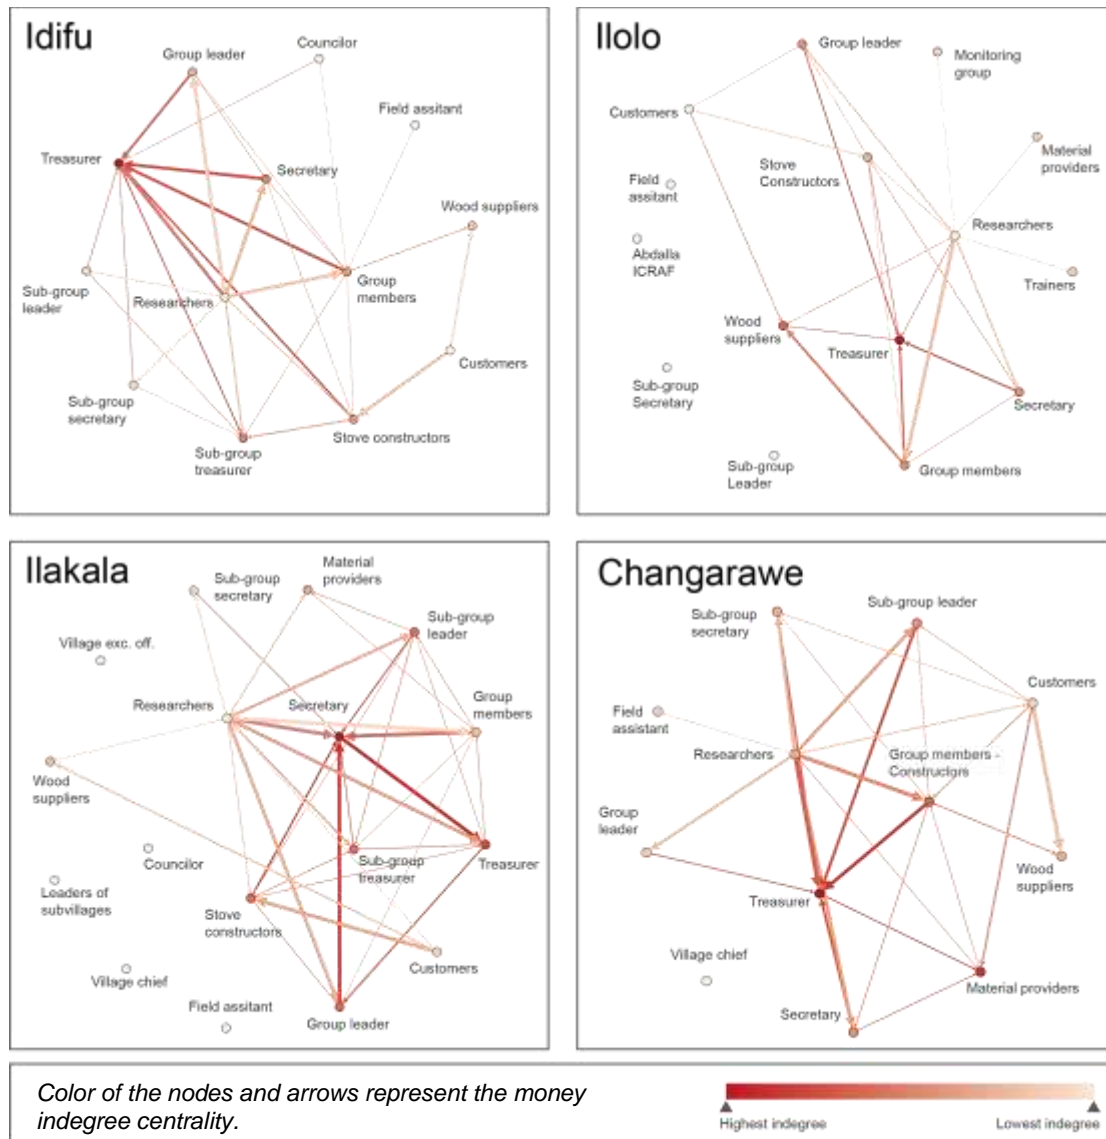 Idifu
Group leader
Councilor
Field assitant
Treasurer
Secretary
Wood suppliers
Sub-group
leader
Researchers
Group
members
Customers
Sub-group
secretary
Stove constructors
Sub-group
treasurer
Ilolo
Group leader
Monitoring
group
Customers
Material
providers
Stove
Constructors
Field
assitant
Researchers
Abdalla
ICRAF
Trainers
Wood
suppliers
Treasurer
Sub-group
Secretary
Secretary
Sub-group
Leader
Group members
Ilakala
Sub-group
secretary
Material
providers
Sub-group
leader
Village exc. off.
Researchers
Secretary
Group
members
Wood
suppliers
Councilor
Sub-group
treasurer
Treasurer
Leaders of
subvillages
Stove
constructors
Customers
Village chief
Field assitant
Group leader
Changarawe
Sub-group
secretary
Sub-group leader
Customers
Field
assistant
Researchers
Group members -
Constructors
Group
leader
Wood
suppliers
Treasurer
Village chief
Material providers
Secretary
Color of the nodes and arrows represent the money
indegree centrality.
Highest indegree
Lowest indegree